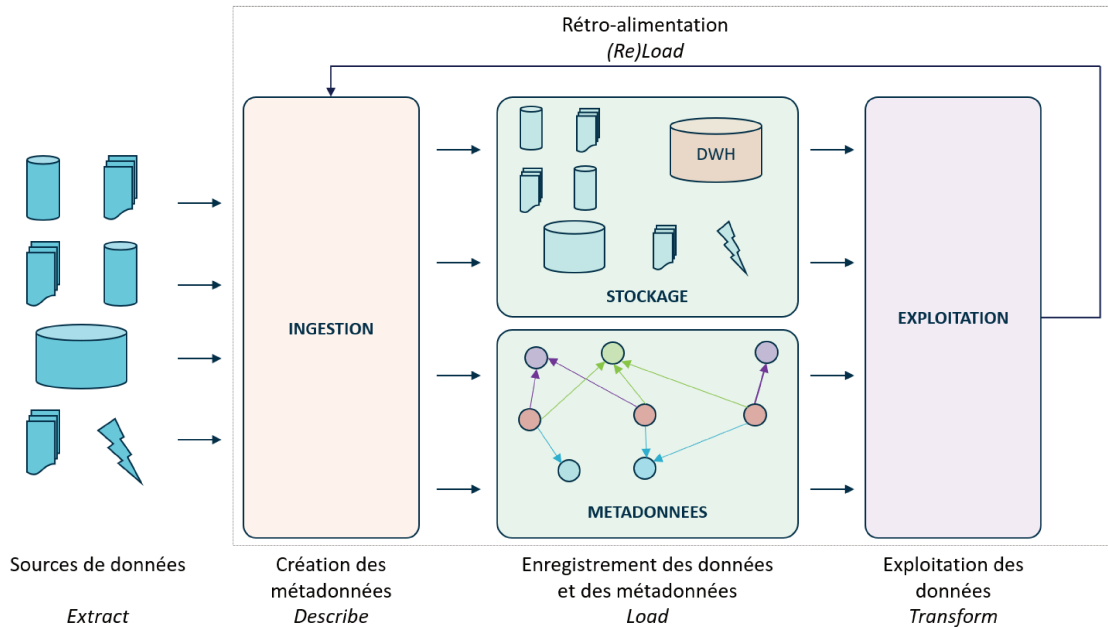 Rétro-alimentation
(Re)Load
DWH
STOCKAGE
INGESTION
EXPLOITATION
METADONNEES
Sources de données
Extract
Création des
métadonnées
Describe
Enregistrement des données
et des métadonnées
Load
Exploitation des
données
Transform